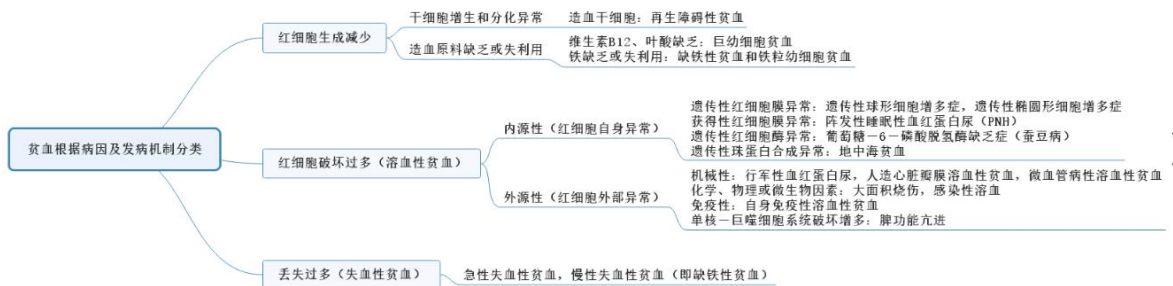 贫血根据病因及发病机制分类
红细胞生成减少
干细胞增生和分化异常
造血干细胞：再生障碍性贫血
造血原料缺乏或失利用
维生素B12、叶酸缺乏：巨幼细胞贫血
铁缺乏或失利用：缺铁性贫血和铁粒幼细胞贫血
红细胞破坏过多（溶血性贫血）
内源性（红细胞自身异常）
遗传性红细胞膜异常：遗传性球形细胞增多症，遗传性椭圆形细胞增多症
获得性红细胞膜异常：阵发性睡眠性血红蛋白尿（PNH）
遗传性红细胞酶异常：葡萄糖－6－磷酸脱氢酶缺乏症（蚕豆病）
遗传性珠蛋白合成异常：地中海贫血
外源性（红细胞外部异常）
机械性：行军性血红蛋白尿，人造心脏瓣膜溶血性贫血，微血管病性溶血性贫血
化学、物理或微生物因素：大面积烧伤，感染性溶血
免疫性：自身免疫性溶血性贫血
单核－巨噬细胞系统破坏增多：脾功能亢进
丢失过多（失血性贫血）
急性失血性贫血，慢性失血性贫血（即缺铁性贫血）